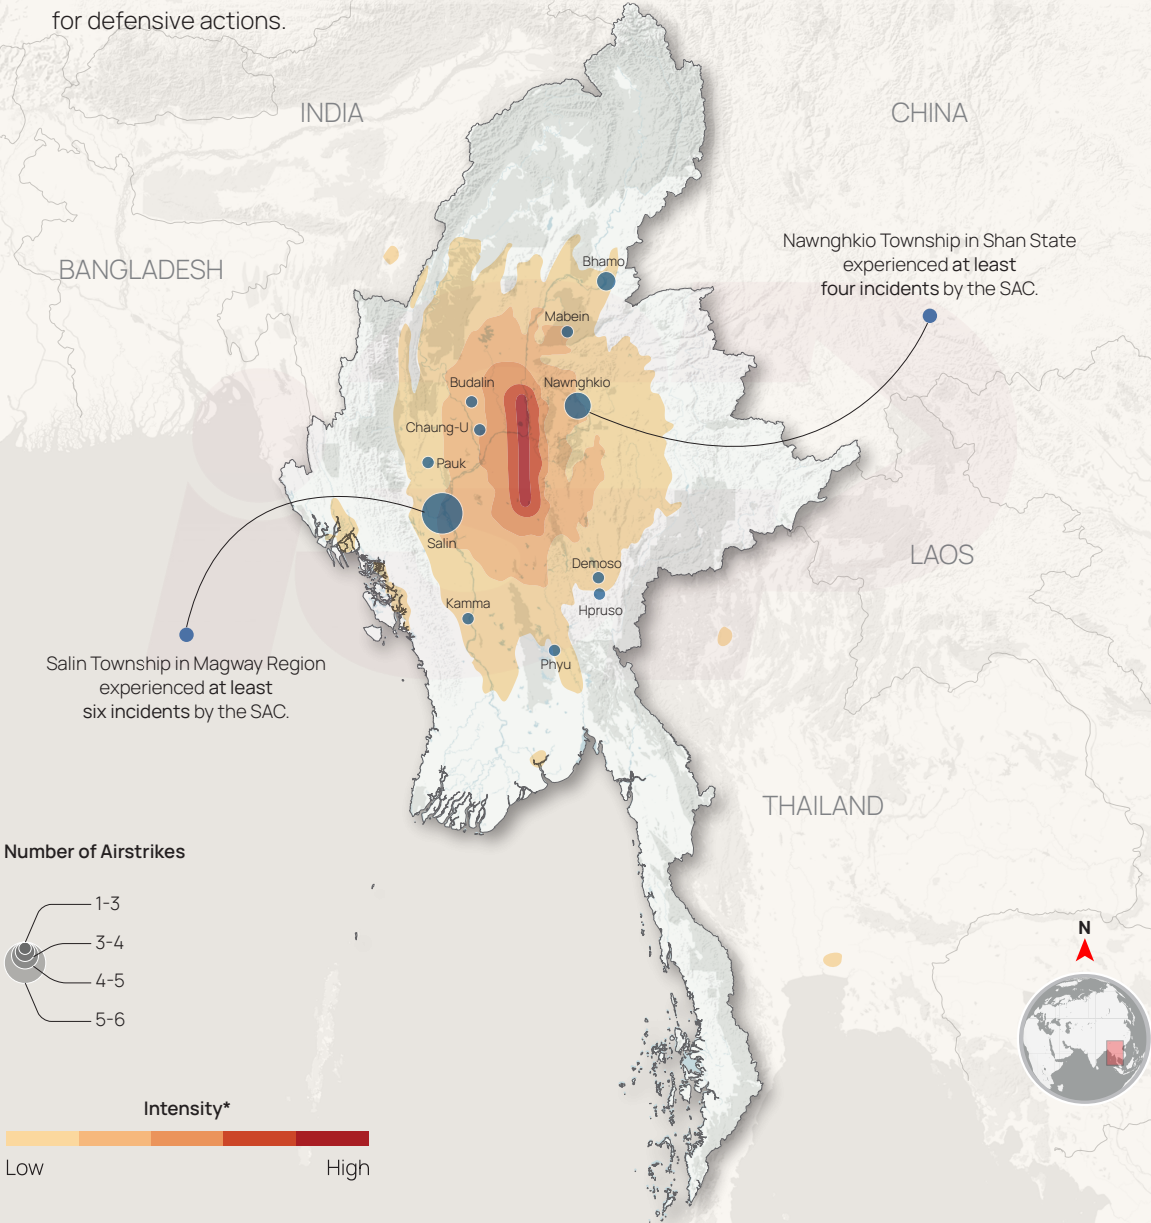 for defensive actions.
INDIA
CHINA
BANGLADESH
Nawnghkio Township in Shan State
experienced at least
four incidents by the SAC.
Bhamo
Mabein
Budalin
Nawnghkio
Chaung-U
Pauk
Salin
LAOS
Demoso
Kamma
Hpruso
Phyu
Salin Township in Magway Region
experienced at least
six incidents by the SAC.
THAILAND
Number of Airstrikes
1-3
3-4
4-5
5-6
N
Intensity*
Low
High